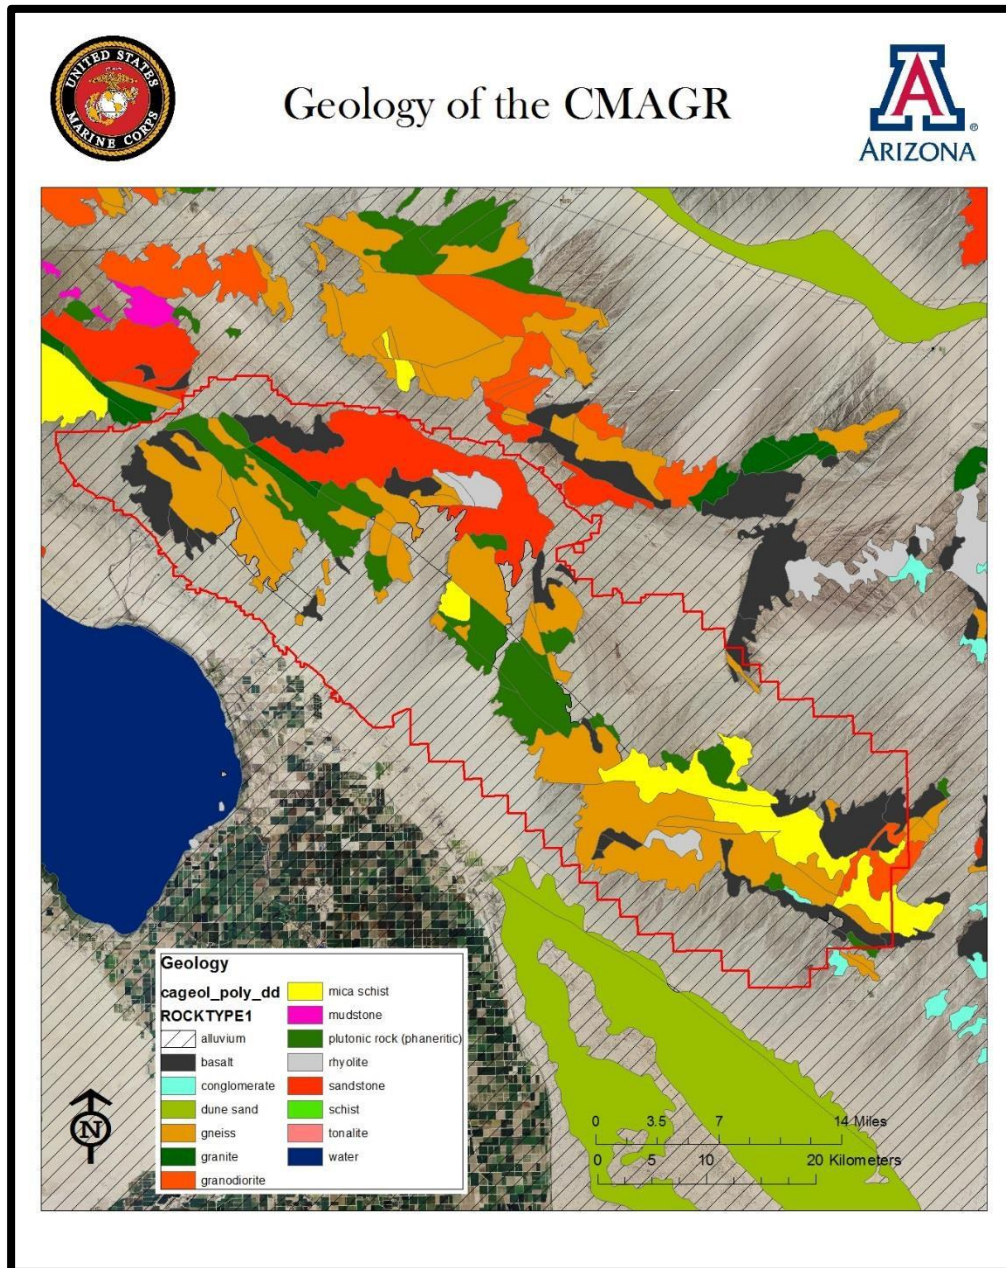 UNITED STATES
MARINE CORPS
Geology of the CMAGR
A
®
ARIZONA
Geology
cageol_poly_dd
ROCKTYPE1
alluvium
basalt
conglomerate
dune sand
gneiss
granite
granodiorite
mica schist
mudstone
plutonic rock (phaneritic)
rhyolite
sandstone
schist
tonalite
water
N
0 3.5 7 14 Miles
0 5 10 20 Kilometers